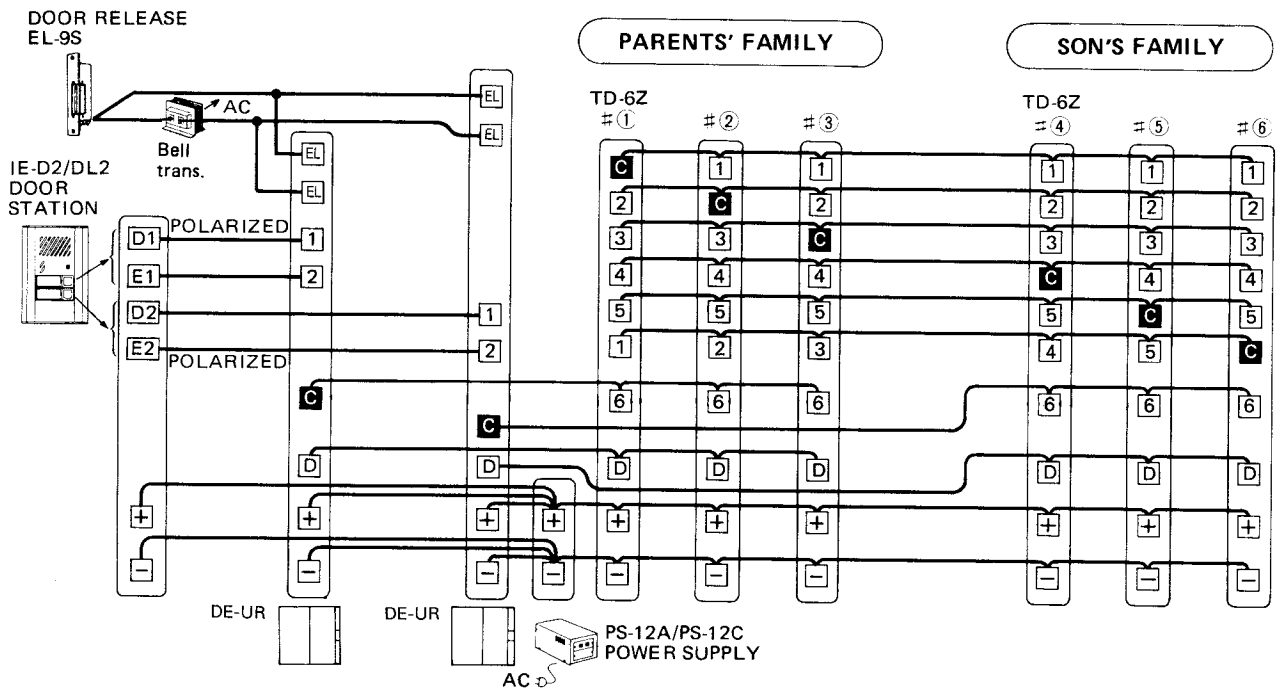 DOOR RELEASE
EL-9S
PARENTS' FAMILY
SON'S FAMILY
AC
Bell
trans.
EL
EL
EL
EL
TD-6Z
#① #② #③
TD-6Z
#④ #⑤ #⑥
IE-D2/DL2
DOOR
STATION
POLARIZED
D1 1
E1 2
D2 1
E2 2
POLARIZED
C 1 1 1 1 1
2 C 2 2 2 2
3 3 C 3 3 3
4 4 4 C 4 4
5 5 5 5 C 5
1 2 3 4 5 C
C 6 6 6 6 6 6
C
D D D D D D D D
+ + + + + + + + + +
− − − − − − − − − −
DE-UR
DE-UR
PS-12A/PS-12C
POWER SUPPLY
AC